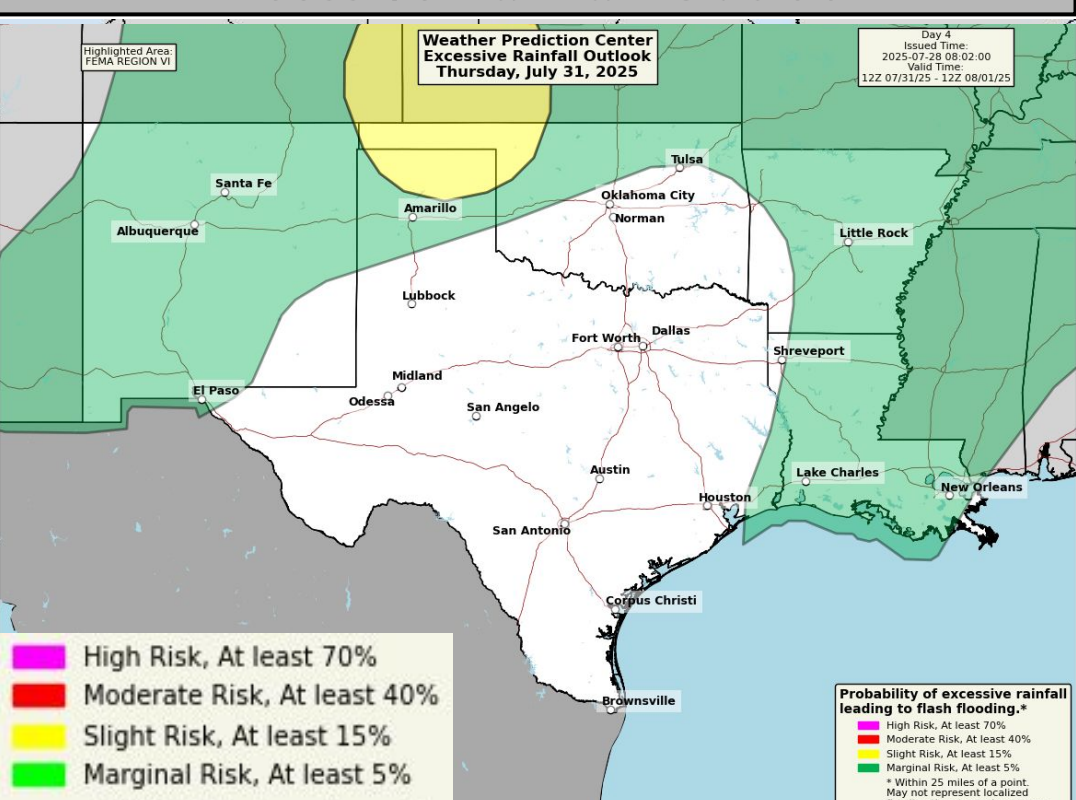 Highlighted Area:
FEMA REGION VI
Weather Prediction Center
Excessive Rainfall Outlook
Thursday, July 31, 2025
Day 4
Issued Time:
2025-07-28 08:02:00
Valid Time:
12Z 07/31/25 - 12Z 08/01/25
Tulsa
Santa Fe
Oklahoma City
Amarillo
Norman
Albuquerque
Little Rock
Lubbock
Dallas
Fort Worth
Shreveport
Midland
El Paso
Odessa
San Angelo
Austin
Lake Charles
New Orleans
Houston
San Antonio
Corpus Christi
Brownsville
High Risk, At least 70%
Moderate Risk, At least 40%
Slight Risk, At least 15%
Marginal Risk, At least 5%
Probability of excessive rainfall
leading to flash flooding.*
High Risk, At least 70%
Moderate Risk, At least 40%
Slight Risk, At least 15%
Marginal Risk, At least 5%
* Within 25 miles of a point.
May not represent localized